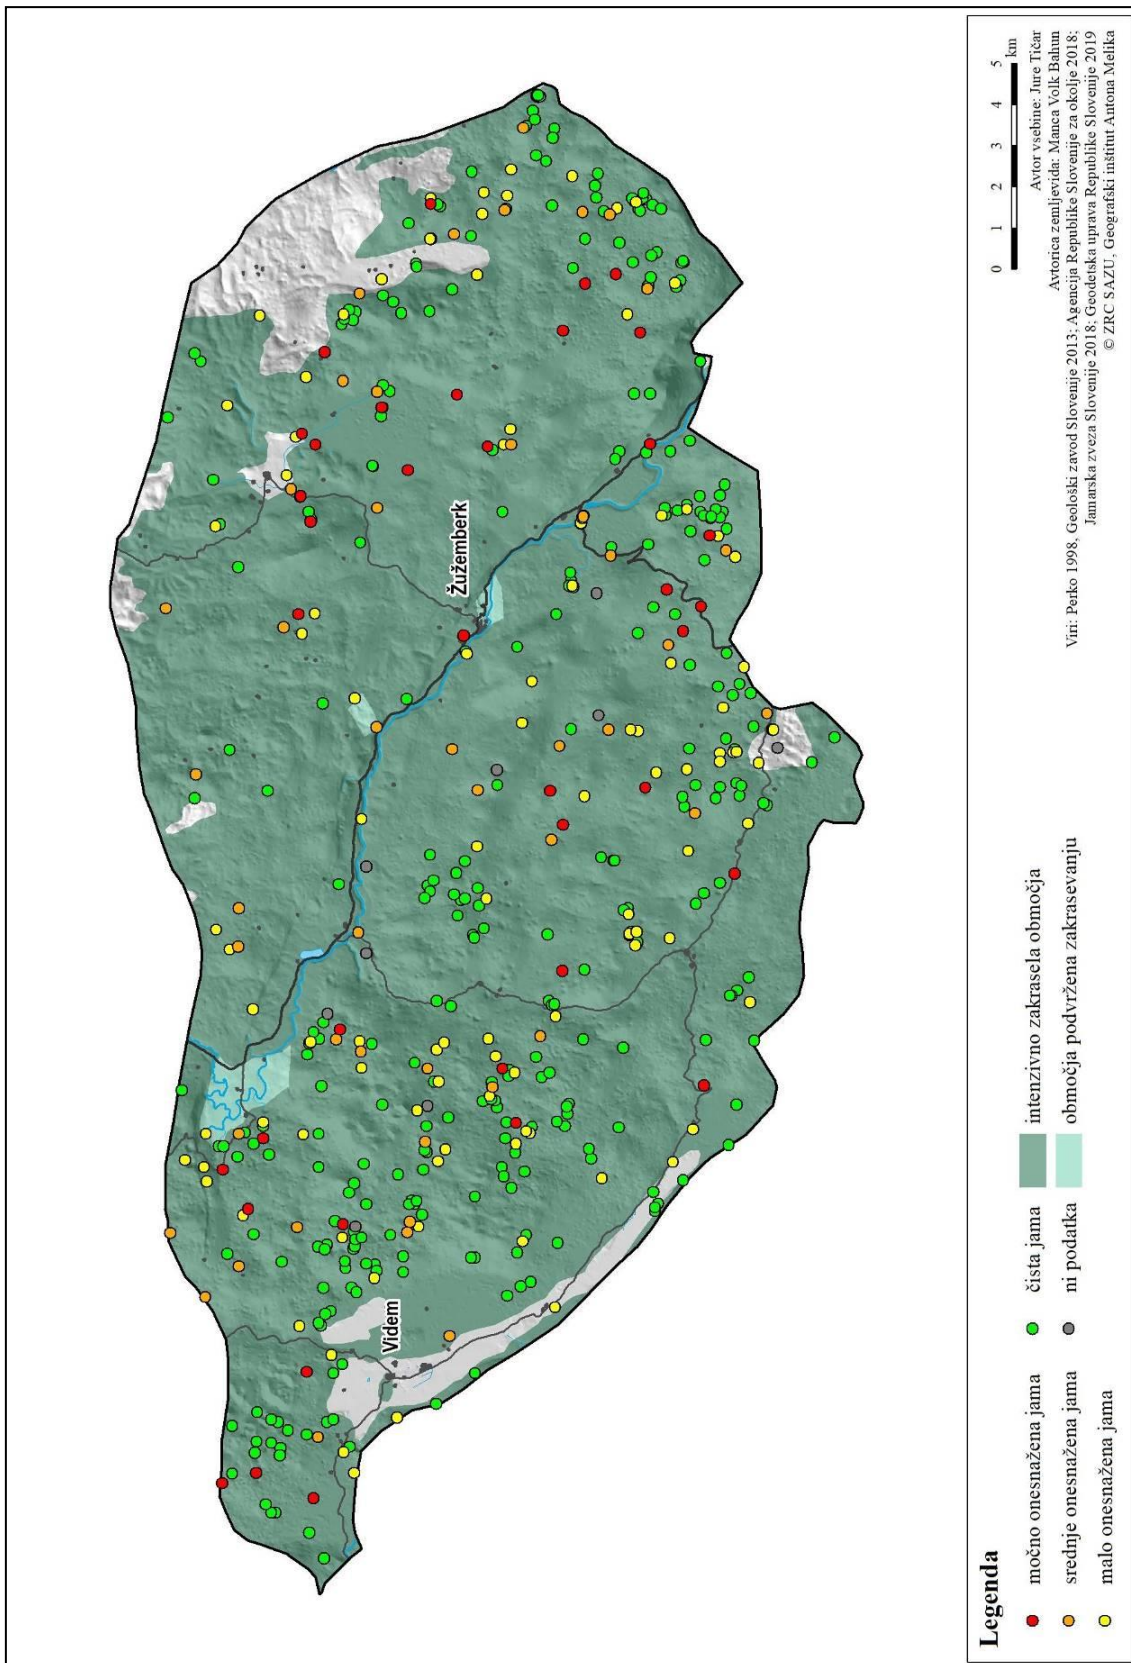 Videm
Žužemberk
Legenda
močno onesnažena jama
srednje onesnažena jama
malo onesnažena jama
čista jama
ni podatka
intenzivno zakrasela območja
območja podvržena zakrasevanju
0 1 2 3 4 5
km
Avtor vsebine: Jure Tičar
Avtorica zemljevida: Manca Volk Bahun
Viri: Perko 1998, Geološki zavod Slovenije 2013; Agencija Republike Slovenije za okolje 2018;
Jamarska zveza Slovenije 2018; Geodetska uprava Republike Slovenije 2019
© ZRC SAZU, Geografski inštitut Antona Melika